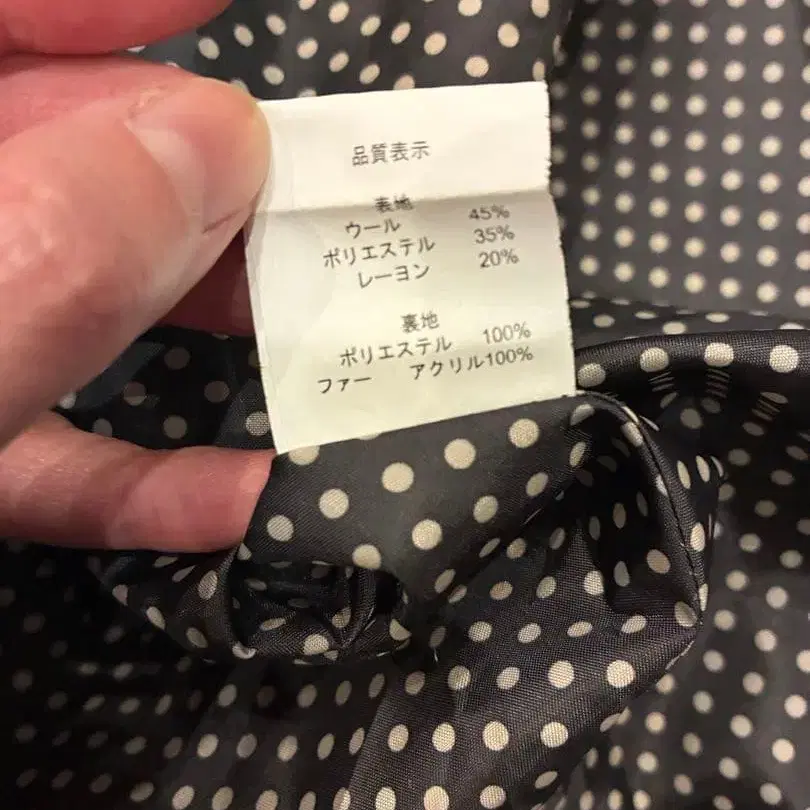 品質表示
表地
ウール 45%
ポリエステル 35%
レーヨン 20%
裏地
ポリエステル 100%
ファー アクリル100%